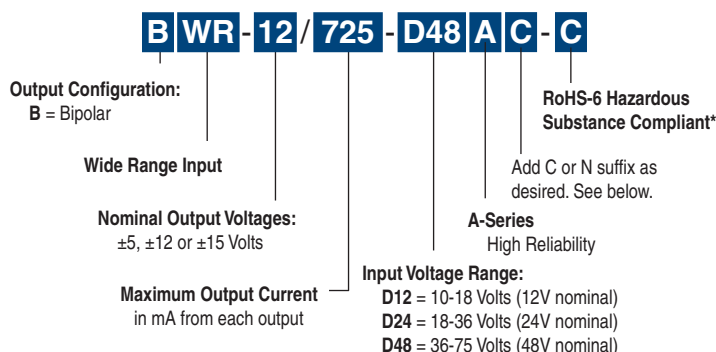 B WR - 12 / 725 - D48 A C - C
Output Configuration:
B = Bipolar
Wide Range Input
Nominal Output Voltages:
±5, ±12 or ±15 Volts
Maximum Output Current
in mA from each output
Input Voltage Range:
D12 = 10-18 Volts (12V nominal)
D24 = 18-36 Volts (24V nominal)
D48 = 36-75 Volts (48V nominal)
A-Series
High Reliability
Add C or N suffix as
desired. See below.
RoHS-6 Hazardous
Substance Compliant*